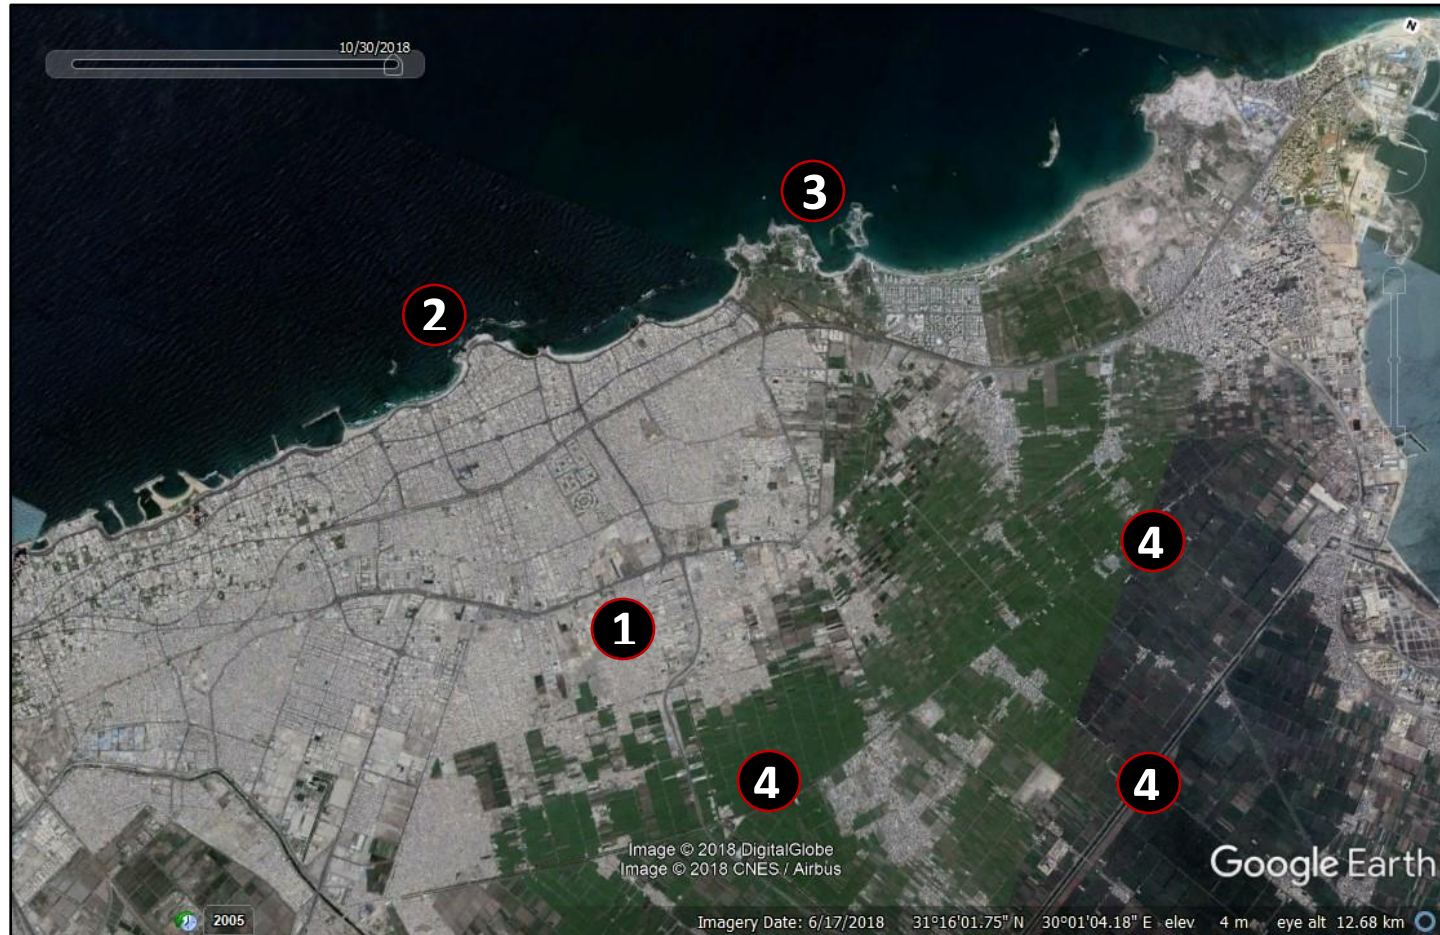 10/30/2018
N
3
2
4
1
4
4
Image © 2018 DigitalGlobe
Image © 2018 CNES / Airbus
Google Earth
2005
Imagery Date: 6/17/2018 31°16'01.75" N 30°01'04.18" E elev 4 m eye alt 12.68 km